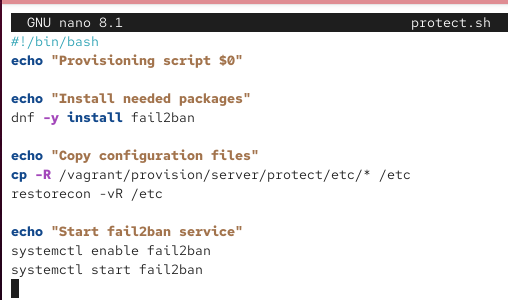 GNU nano 8.1 protect.sh
#!/bin/bash
echo "Provisioning script $0"
echo "Install needed packages"
dnf -y install fail2ban
echo "Copy configuration files"
cp -R /vagrant/provision/server/protect/etc/* /etc
restorecon -vR /etc
echo "Start fail2ban service"
systemctl enable fail2ban
systemctl start fail2ban